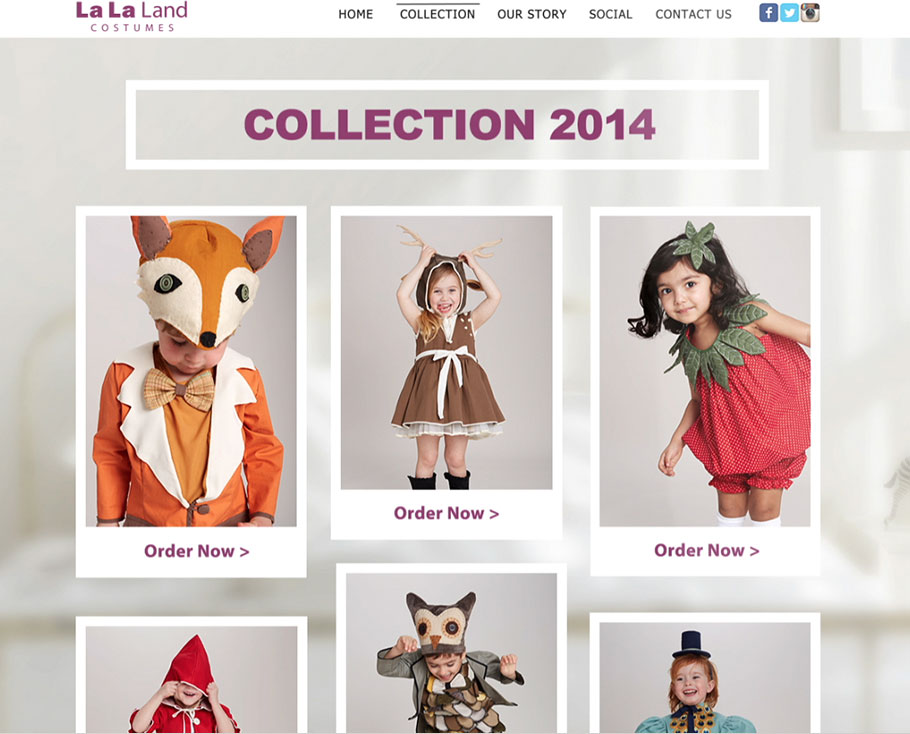 La La Land
COSTUMES
HOME
COLLECTION
OUR STORY
SOCIAL
CONTACT US
COLLECTION 2014
Order Now >
Order Now >
Order Now >